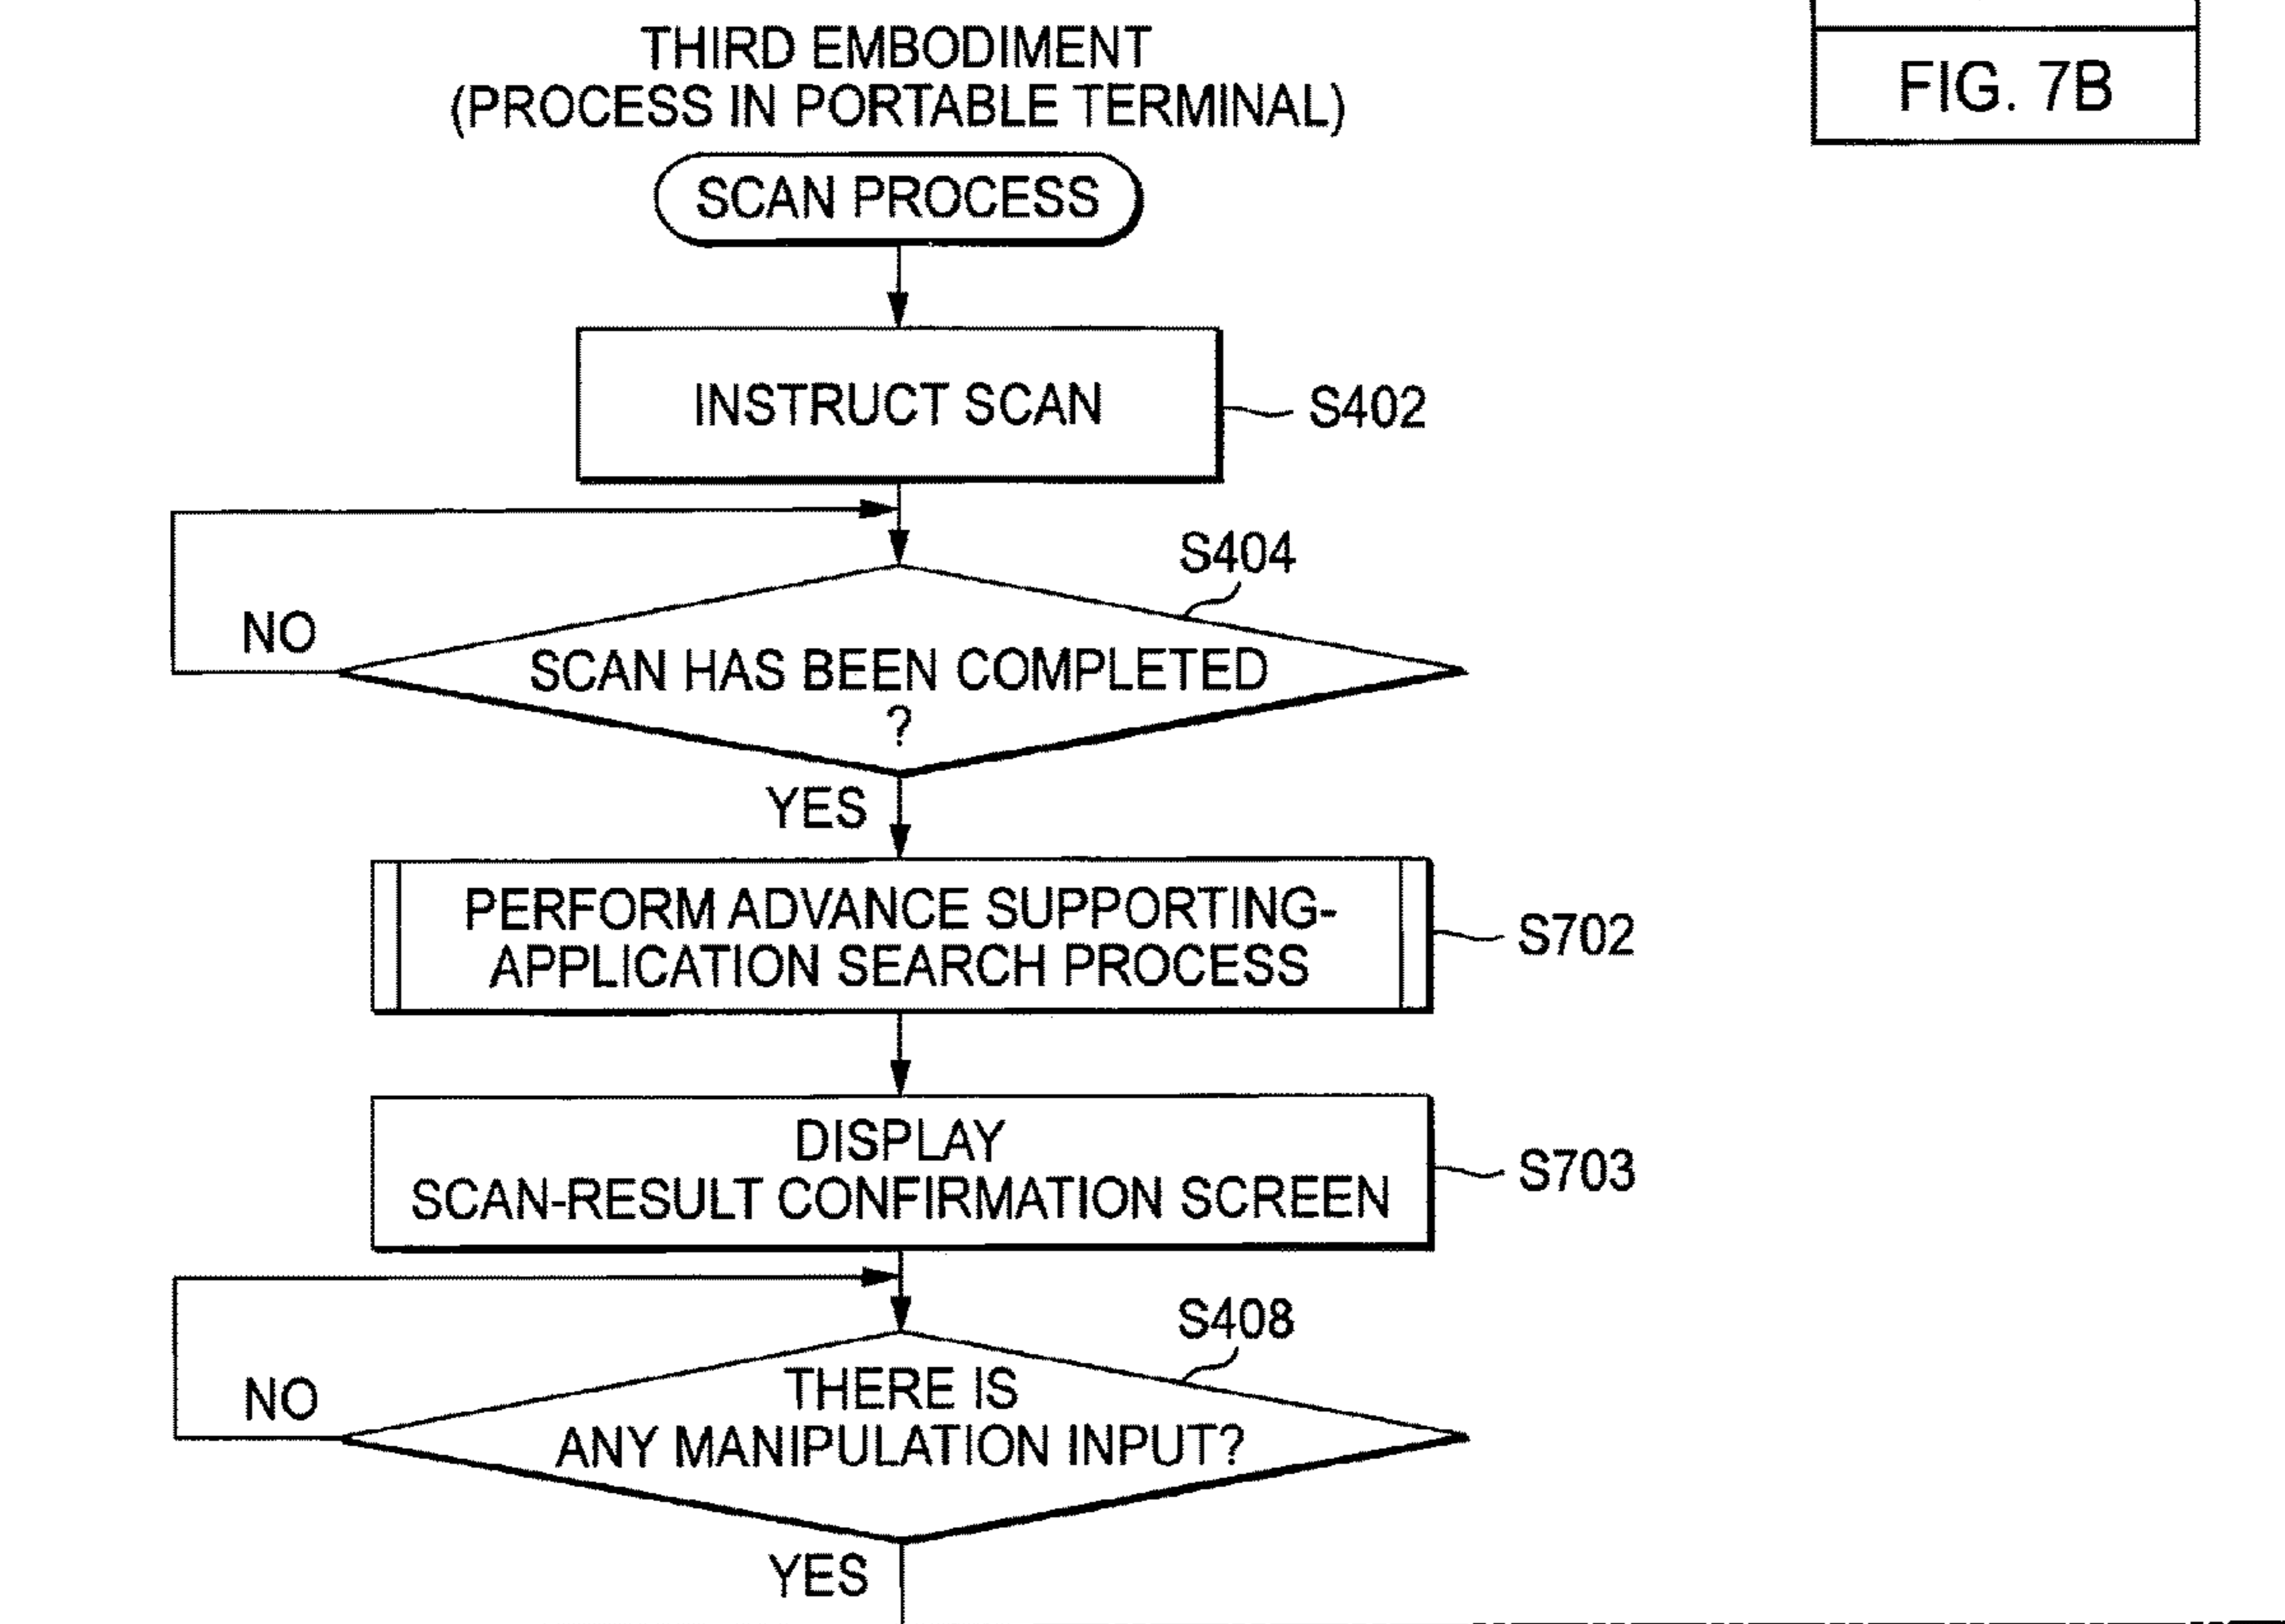 THIRD EMBODIMENT
(PROCESS IN PORTABLE TERMINAL)
FIG. 7B
SCAN PROCESS
INSTRUCT SCAN
S402
S404
NO
SCAN HAS BEEN COMPLETED
?
YES
PERFORM ADVANCE SUPPORTING-
APPLICATION SEARCH PROCESS
S702
DISPLAY
SCAN-RESULT CONFIRMATION SCREEN
S703
S408
NO
THERE IS
ANY MANIPULATION INPUT?
YES